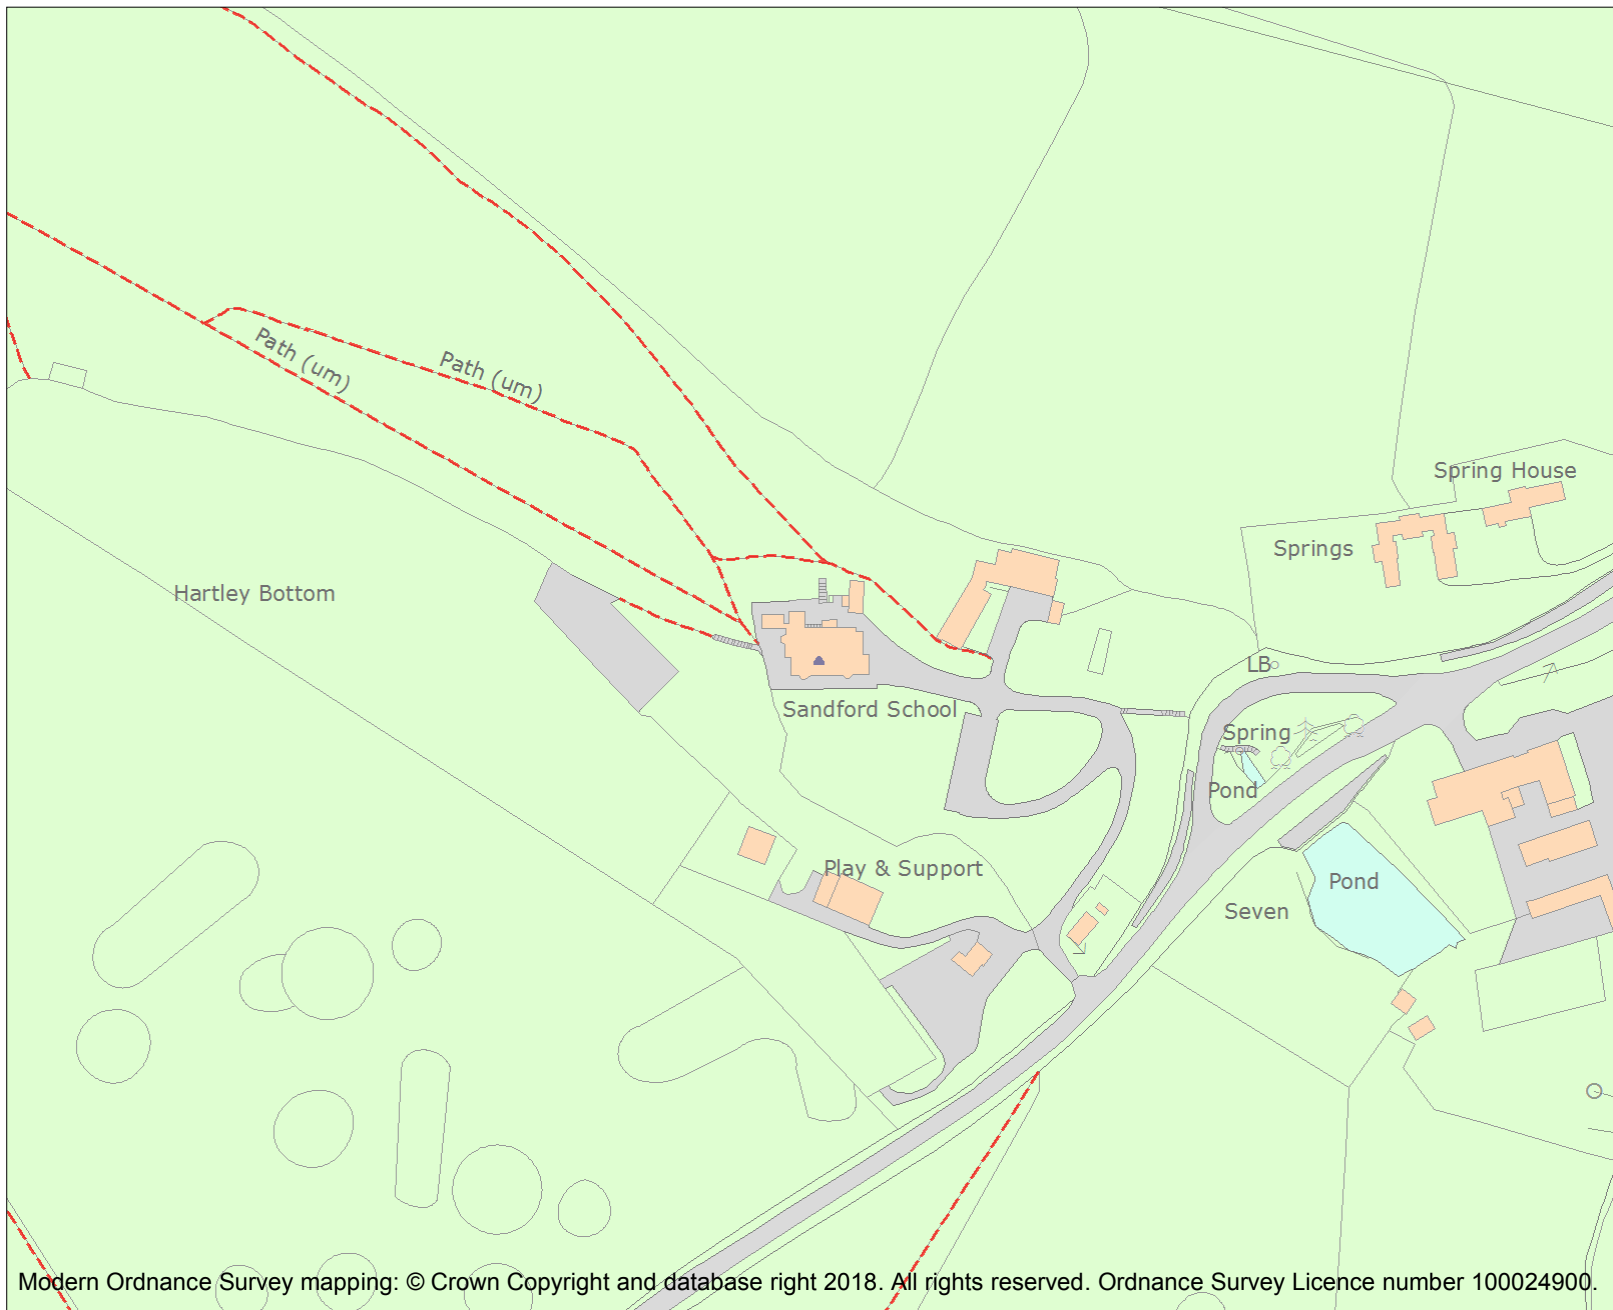 Path (um)
Path (um)
Spring House
Springs
Hartley Bottom
LB
Sandford School
Spring
Pond
Play & Support
Pond
Seven
Modern Ordnance Survey mapping: © Crown Copyright and database right 2018. All rights reserved. Ordnance Survey Licence number 100024900.